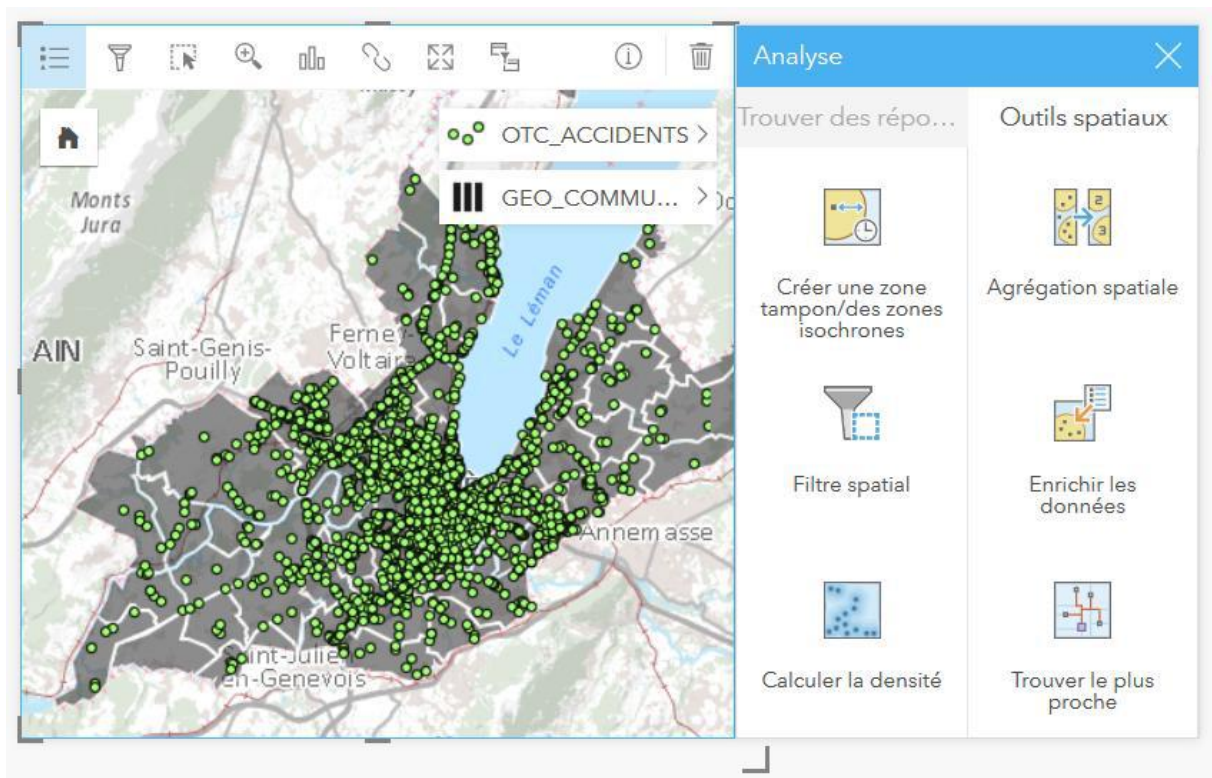 Analyse
Trouver des répo...
Outils spatiaux
OTC_ACCIDENTS
GEO_COMMU...
Monts
Jura
Le Léman
AIN
Saint-Genis-
Pouilly
Ferney-
Voltaire
Annemasse
Saint-Julien-
en-Genevois
Créer une zone
tampon/des zones
isochrones
Agrégation spatiale
Filtre spatial
Enrichir les
données
Calculer la densité
Trouver le plus
proche